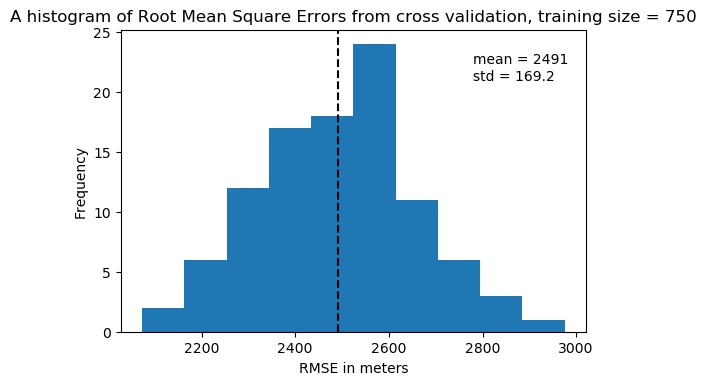 A histogram of Root Mean Square Errors from cross validation, training size = 750
mean = 2491
std = 169.2
25
20
15
10
5
0
Frequency
2200 2400 2600 2800 3000
RMSE in meters